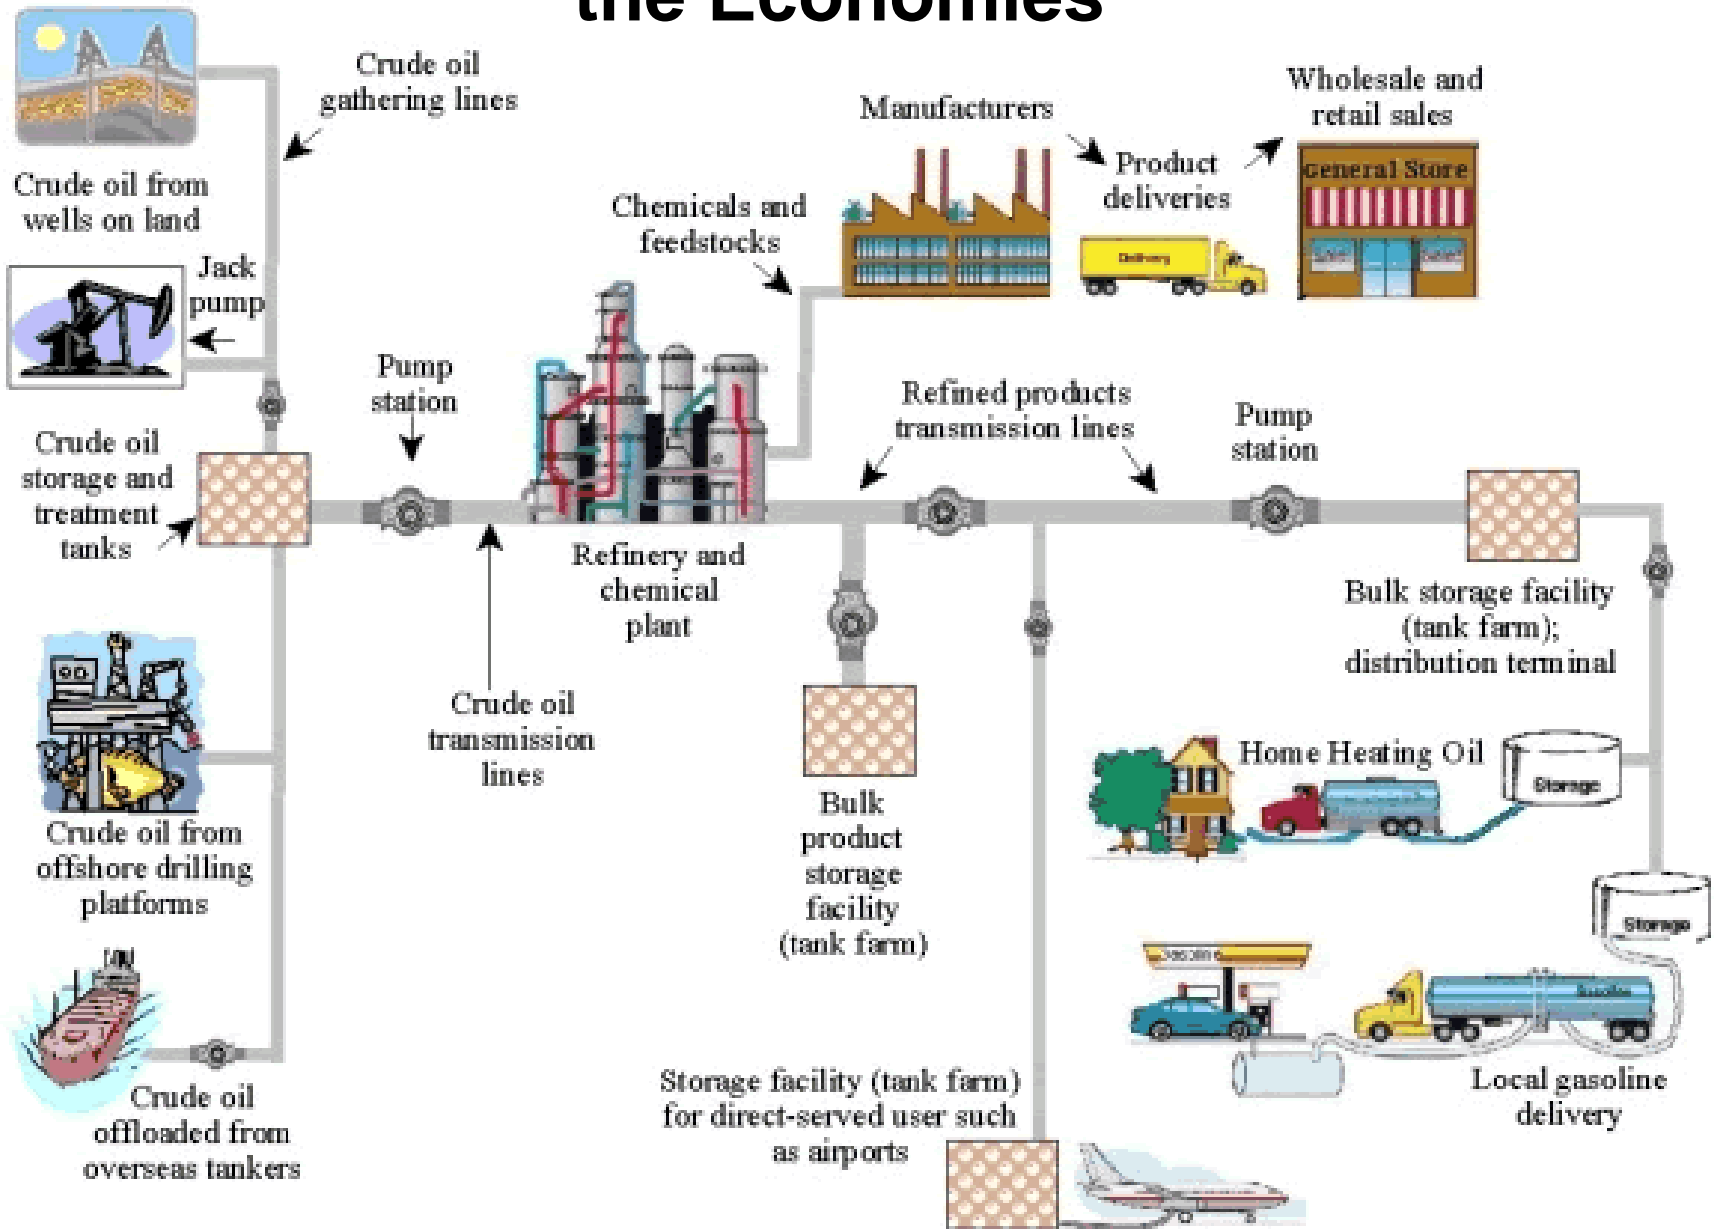 the Economies
Crude oil
gathering lines
Wholesale and
retail sales
Manufacturers
Product
deliveries
General Store
Crude oil from
wells on land
Chemicals and
feedstocks
Delivery
Jack
pump
Pump
station
Refined products
transmission lines
Pump
station
Crude oil
storage and
treatment
tanks
Refinery and
chemical
plant
Bulk storage facility
(tank farm);
distribution terminal
Crude oil
transmission
lines
Home Heating Oil
Storage
Bulk
product
storage
facility
(tank farm)
Crude oil from
offshore drilling
platforms
Storage
Gasoline
Local gasoline
delivery
Storage facility (tank farm)
for direct-served user such
as airports
Crude oil
offloaded from
overseas tankers